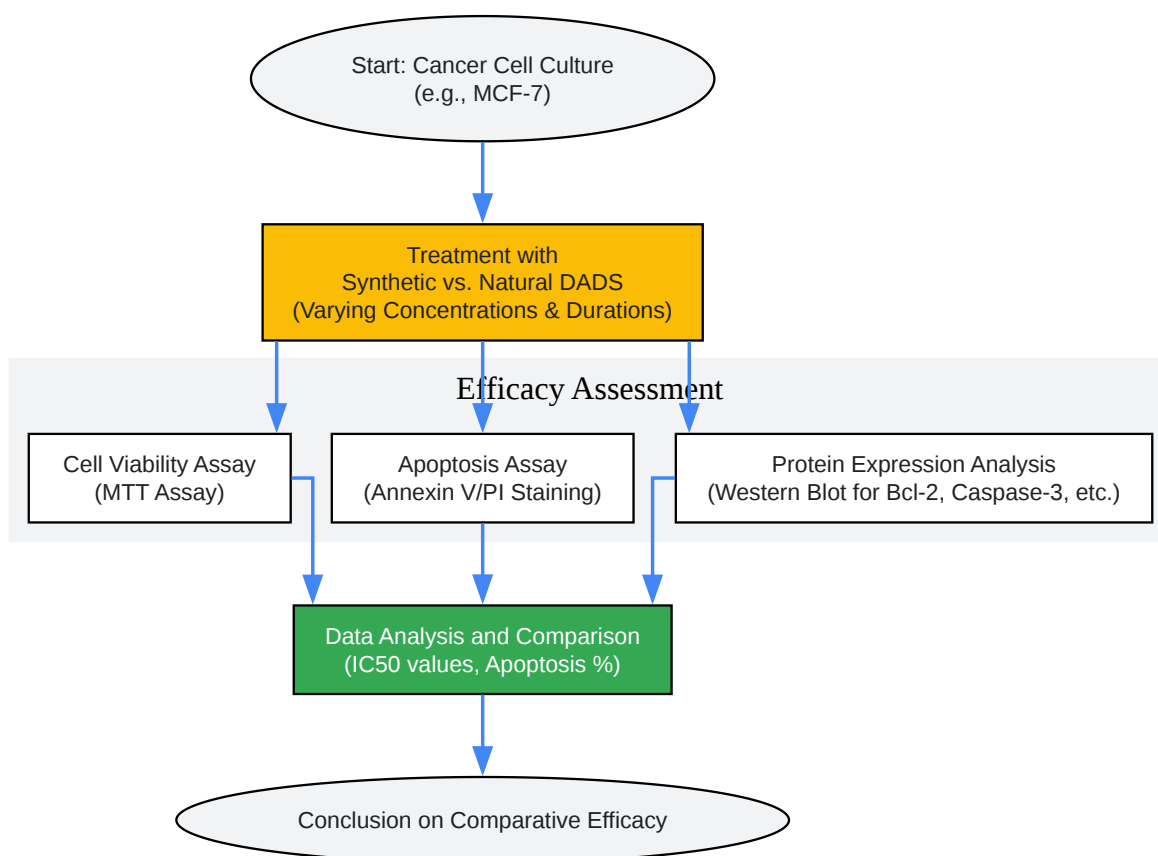 Start: Cancer Cell Culture
(e.g., MCF-7)
Treatment with
Synthetic vs. Natural DADS
(Varying Concentrations & Durations)
Efficacy Assessment
Cell Viability Assay
(MTT Assay)
Apoptosis Assay
(Annexin V/PI Staining)
Protein Expression Analysis
(Western Blot for Bcl-2, Caspase-3, etc.)
Data Analysis and Comparison
(IC50 values, Apoptosis %)
Conclusion on Comparative Efficacy